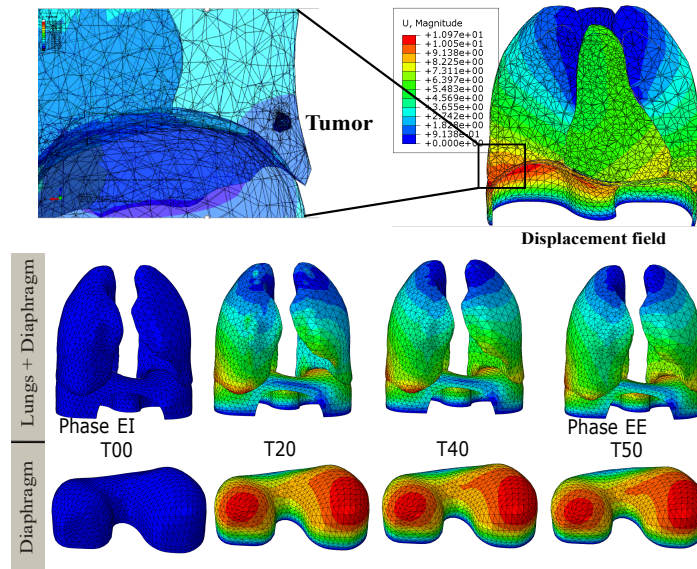 U, Magnitude
+1.097e+01
+1.005e+01
+9.138e+00
+8.225e+00
+7.311e+00
+6.397e+00
+5.483e+00
+4.569e+00
+3.655e+00
+2.742e+00
+1.828e+00
+9.138e-01
+0.000e+00
Tumor
Displacement field
Lungs + Diaphragm
Phase EI
Phase EE
T00
T20
T40
T50
Diaphragm